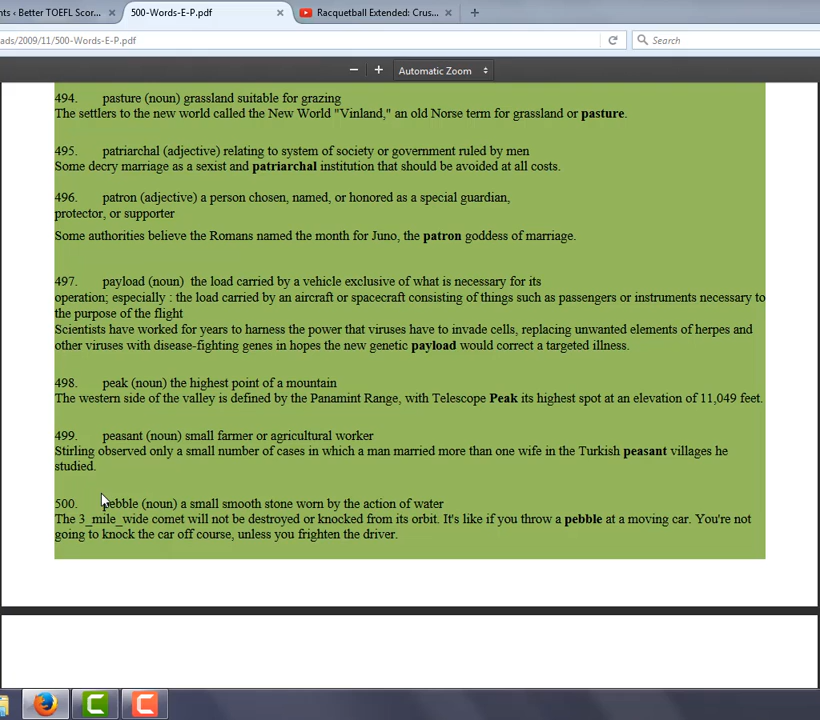 nts ‹ Better TOEFL Scor... × 500-Words-E-P.pdf × Racquetball Extended: Crus... × +
ads/2009/11/500-Words-E-P.pdf Search
− + Automatic Zoom
494. pasture (noun) grassland suitable for grazing
The settlers to the new world called the New World "Vinland," an old Norse term for grassland or pasture.
495. patriarchal (adjective) relating to system of society or government ruled by men
Some decry marriage as a sexist and patriarchal institution that should be avoided at all costs.
496. patron (adjective) a person chosen, named, or honored as a special guardian,
protector, or supporter
Some authorities believe the Romans named the month for Juno, the patron goddess of marriage.
497. payload (noun) the load carried by a vehicle exclusive of what is necessary for its
operation; especially : the load carried by an aircraft or spacecraft consisting of things such as passengers or instruments necessary to
the purpose of the flight
Scientists have worked for years to harness the power that viruses have to invade cells, replacing unwanted elements of herpes and
other viruses with disease-fighting genes in hopes the new genetic payload would correct a targeted illness.
498. peak (noun) the highest point of a mountain
The western side of the valley is defined by the Panamint Range, with Telescope Peak its highest spot at an elevation of 11,049 feet.
499. peasant (noun) small farmer or agricultural worker
Stirling observed only a small number of cases in which a man married more than one wife in the Turkish peasant villages he
studied.
500. pebble (noun) a small smooth stone worn by the action of water
The 3_mile_wide comet will not be destroyed or knocked from its orbit. It's like if you throw a pebble at a moving car. You're not
going to knock the car off course, unless you frighten the driver.